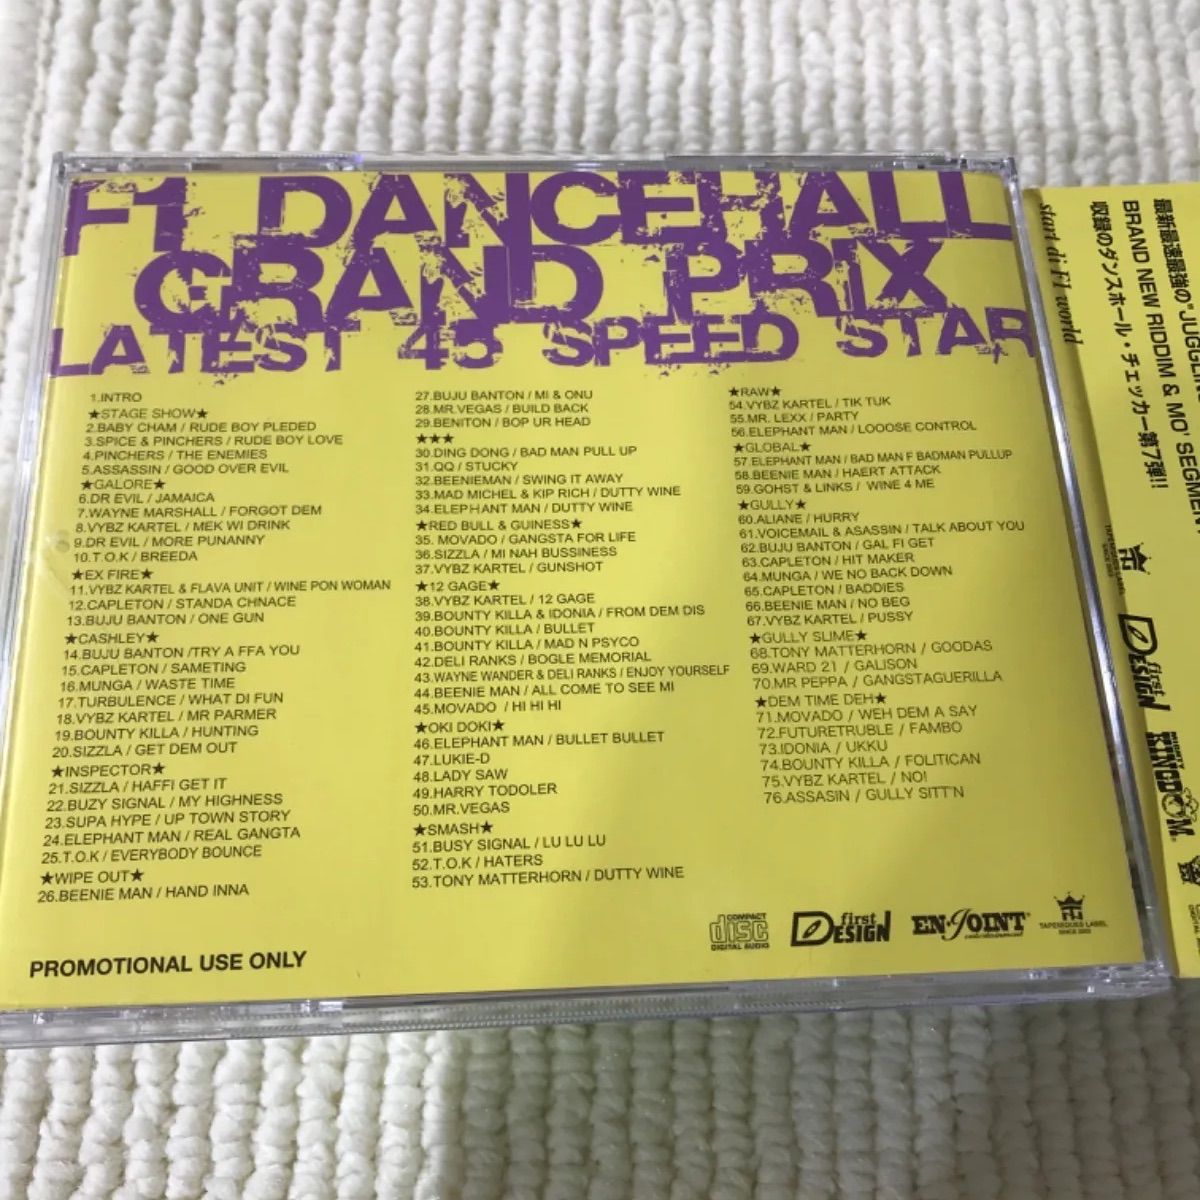 F1 DANCEHALL
GRAND PRIX
LATEST 45 SPEED STAR
1.INTRO
★STAGE SHOW★
2.BABY CHAM / RUDE BOY PLEDED
3.SPICE & PINCHERS / RUDE BOY LOVE
4.PINCHERS / THE ENEMIES
5.ASSASSIN / GOOD OVER EVIL
★GALORE★
6.DR EVIL / JAMAICA
7.WAYNE MARSHALL / FORGOT DEM
8.VYBZ KARTEL / MEK WI DRINK
9.DR EVIL / MORE PUNANNY
10.T.O.K / BREEDA
★EX FIRE★
11.VYBZ KARTEL & FLAVA UNIT / WINE PON WOMAN
12.CAPLETON / STANDA CHNACE
13.BUJU BANTON / ONE GUN
★CASHLEY★
14.BUJU BANTON /TRY A FFA YOU
15.CAPLETON / SAMETING
16.MUNGA / WASTE TIME
17.TURBULENCE / WHAT DI FUN
18.VYBZ KARTEL / MR PARMER
19.BOUNTY KILLA / HUNTING
20.SIZZLA / GET DEM OUT
★INSPECTOR★
21.SIZZLA / HAFFI GET IT
22.BUZY SIGNAL / MY HIGHNESS
23.SUPA HYPE / UP TOWN STORY
24.ELEPHANT MAN / REAL GANGTA
25.T.O.K / EVERYBODY BOUNCE
★WIPE OUT★
26.BEENIE MAN / HAND INNA
27.BUJU BANTON / MI & ONU
28.MR.VEGAS / BUILD BACK
29.BENITON / BOP UR HEAD
★★★
30.DING DONG / BAD MAN PULL UP
31.QQ / STUCKY
32.BEENIEMAN / SWING IT AWAY
33.MAD MICHEL & KIP RICH / DUTTY WINE
34.ELEPHANT MAN / DUTTY WINE
★RED BULL & GUINESS★
35. MOVADO / GANGSTA FOR LIFE
36.SIZZLA / MI NAH BUSSINESS
37.VYBZ KARTEL / GUNSHOT
★12 GAGE★
38.VYBZ KARTEL / 12 GAGE
39.BOUNTY KILLA & IDONIA / FROM DEM DIS
40.BOUNTY KILLA / BULLET
41.BOUNTY KILLA / MAD N PSYCO
42.DELI RANKS / BOGLE MEMORIAL
43.WAYNE WANDER & DELI RANKS / ENJOY YOURSELF
44.BEENIE MAN / ALL COME TO SEE MI
45.MOVADO / HI HI HI
★OKI DOKI★
46.ELEPHANT MAN / BULLET BULLET
47.LUKIE-D
48.LADY SAW
49.HARRY TODOLER
50.MR.VEGAS
★SMASH★
51.BUSY SIGNAL / LU LU LU
52.T.O.K / HATERS
53.TONY MATTERHORN / DUTTY WINE
★RAW★
54.VYBZ KARTEL / TIK TUK
55.MR. LEXX / PARTY
56.ELEPHANT MAN / LOOOSE CONTROL
★GLOBAL★
57.ELEPHANT MAN / BAD MAN F BADMAN PULLUP
58.BEENIE MAN / HAERT ATTACK
59.GOHST & LINKS / WINE 4 ME
★GULLY★
60.ALIANE / HURRY
61.VOICEMAIL & ASASSIN / TALK ABOUT YOU
62.BUJU BANTON / GAL FI GET
63.CAPLETON / HIT MAKER
64.MUNGA / WE NO BACK DOWN
65.CAPLETON / BADDIES
66.BEENIE MAN / NO BEG
67.VYBZ KARTEL / PUSSY
★GULLY SLIME★
68.TONY MATTERHORN / GOODAS
69.WARD 21 / GALISON
70.MR PEPPA / GANGSTAGUERILLA
★DEM TIME DEH★
71.MOVADO / WEH DEM A SAY
72.FUTURETRUBLE / FAMBO
73.IDONIA / UKKU
74.BOUNTY KILLA / FOLITICAN
75.VYBZ KARTEL / NO!
76.ASSASIN / GULLY SITT'N
PROMOTIONAL USE ONLY
COMPACT
disc
DIGITAL AUDIO
first
DESIGN
EN-JOINT
TAPENEQUES LABEL
SINCE 2003
最新最速最強の"JUGGLING
BRAND NEW RIDDIM & MO' SEGMENT
収録のダンスホール・チェッカー第7弾!!
start di F1 world
first
DESIGN
MIGHTY
KINGDOM